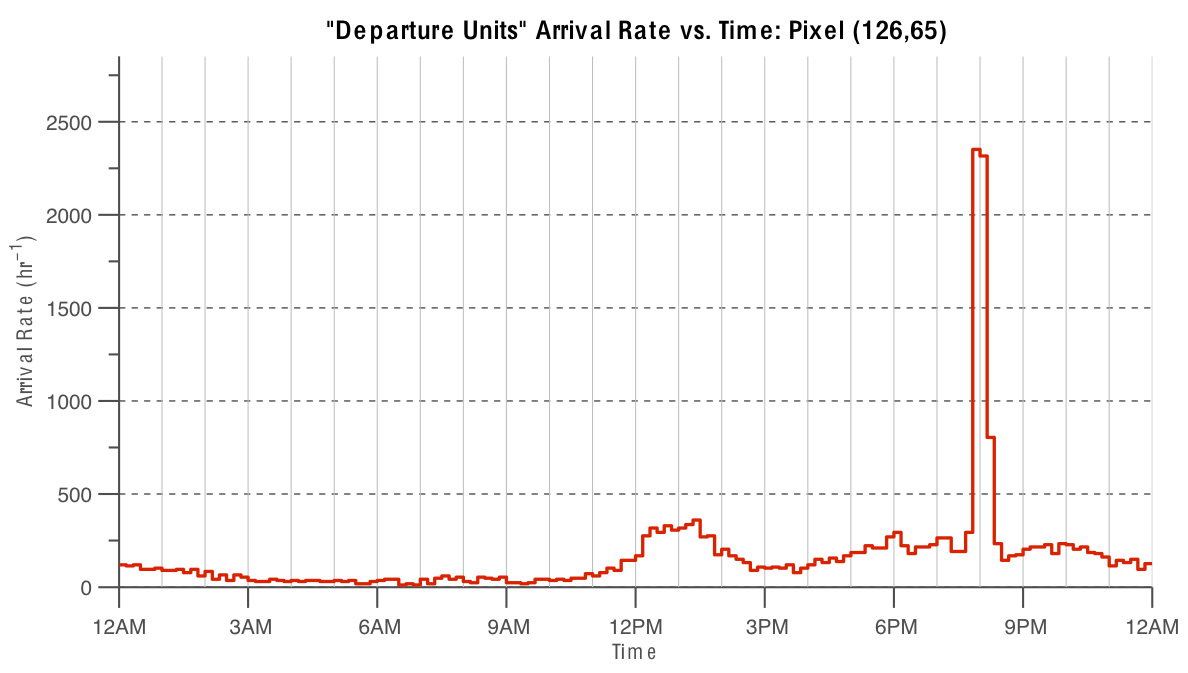 "Departure Units" Arrival Rate vs. Time: Pixel (126,65)
2500
2000
1500
1000
500
0
Arrival Rate (hr⁻¹)
12AM 3AM 6AM 9AM 12PM 3PM 6PM 9PM 12AM
Time